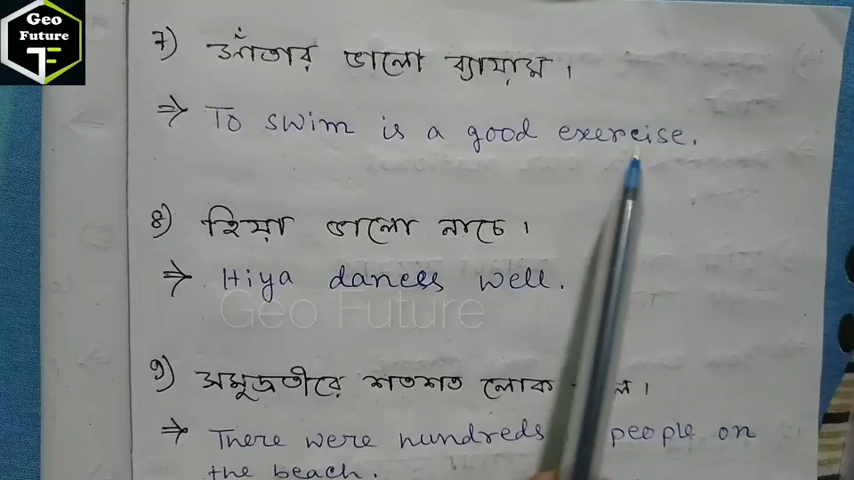 Geo
Future
7) সাঁতার ভালো ব্যায়াম।
⇒ To swim is a good exercise.
8) হিয়া ভালো নাচে।
⇒ Hiya dances well.
Geo Future
9) সমুদ্রতীরে শতশত লোক ল।
⇒ There were hundreds people on
the beach.